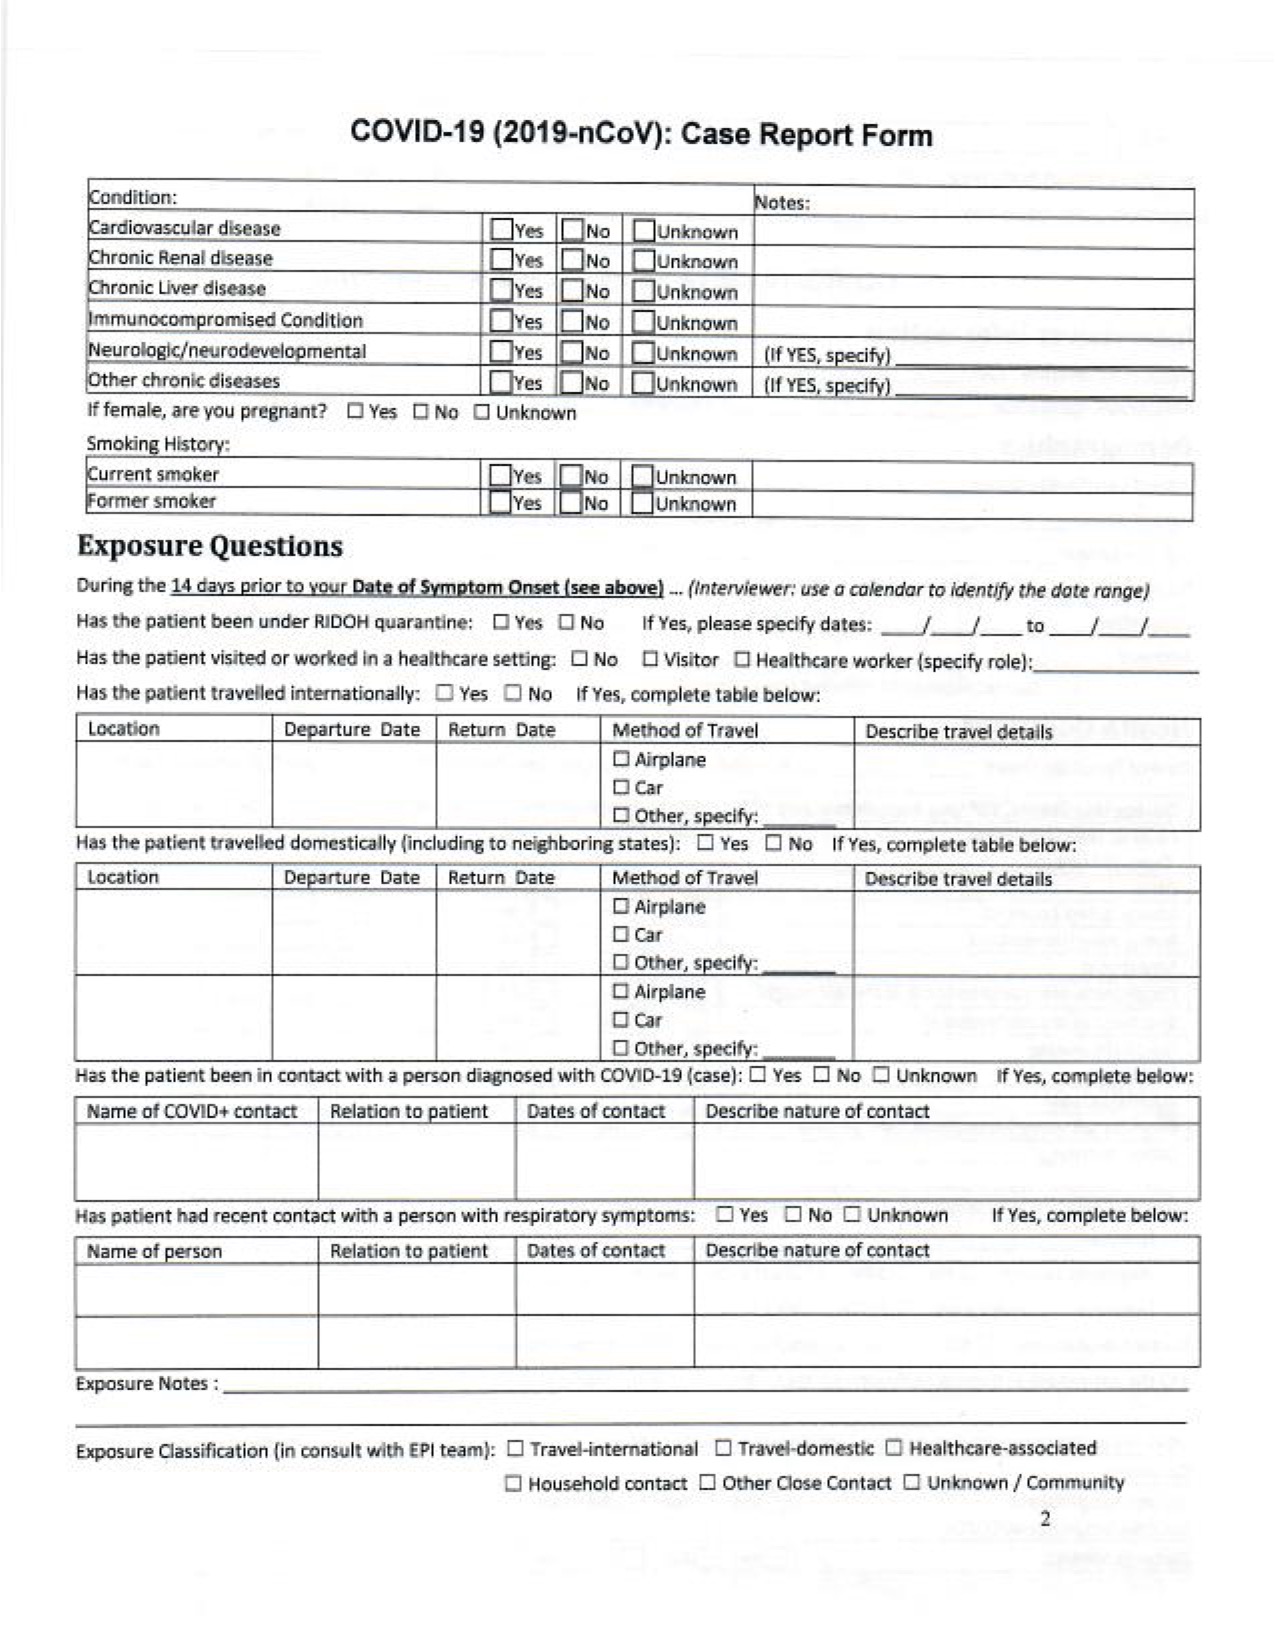 COVID-19 (2019-nCoV): Case Report Form
Condition: Notes:
Cardiovascular disease ☐Yes ☐No ☐Unknown
Chronic Renal disease ☐Yes ☐No ☐Unknown
Chronic Liver disease ☐Yes ☐No ☐Unknown
Immunocompromised Condition ☐Yes ☐No ☐Unknown
Neurologic/neurodevelopmental ☐Yes ☐No ☐Unknown (If YES, specify)
Other chronic diseases ☐Yes ☐No ☐Unknown (If YES, specify)
If female, are you pregnant? ☐ Yes ☐ No ☐ Unknown
Smoking History:
Current smoker ☐Yes ☐No ☐Unknown
Former smoker ☐Yes ☐No ☐Unknown
Exposure Questions
During the 14 days prior to your Date of Symptom Onset (see above) ... (Interviewer: use a calendar to identify the date range)
Has the patient been under RIDOH quarantine: ☐ Yes ☐ No If Yes, please specify dates: ___/___/___ to ___/___/___
Has the patient visited or worked in a healthcare setting: ☐ No ☐ Visitor ☐ Healthcare worker (specify role):
Has the patient travelled internationally: ☐ Yes ☐ No If Yes, complete table below:
Location Departure Date Return Date Method of Travel Describe travel details
☐ Airplane
☐ Car
☐ Other, specify:
Has the patient travelled domestically (including to neighboring states): ☐ Yes ☐ No If Yes, complete table below:
Location Departure Date Return Date Method of Travel Describe travel details
☐ Airplane
☐ Car
☐ Other, specify:
☐ Airplane
☐ Car
☐ Other, specify:
Has the patient been in contact with a person diagnosed with COVID-19 (case): ☐ Yes ☐ No ☐ Unknown If Yes, complete below:
Name of COVID+ contact Relation to patient Dates of contact Describe nature of contact
Has patient had recent contact with a person with respiratory symptoms: ☐ Yes ☐ No ☐ Unknown If Yes, complete below:
Name of person Relation to patient Dates of contact Describe nature of contact
Exposure Notes :
Exposure Classification (in consult with EPI team): ☐ Travel-international ☐ Travel-domestic ☐ Healthcare-associated
☐ Household contact ☐ Other Close Contact ☐ Unknown / Community
2